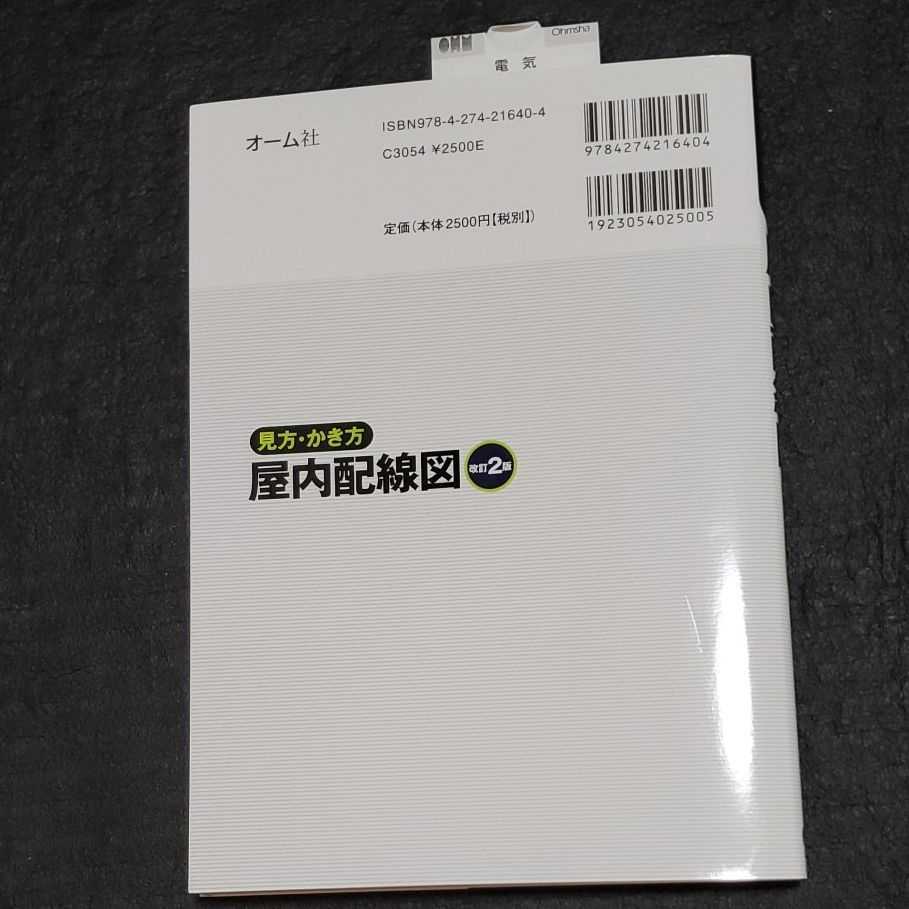 OHM
Ohmsha
電気
オーム社
ISBN978-4-274-21640-4
C3054 ¥2500E
定価(本体2500円【税別】)
9784274216404
1923054025005
見方・かき方
屋内配線図
改訂2版